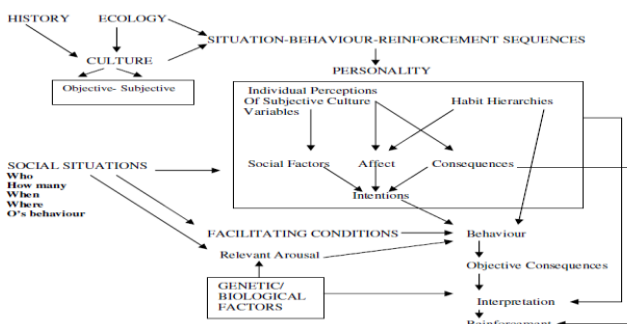 HISTORY ECOLOGY
SITUATION-BEHAVIOUR-REINFORCEMENT SEQUENCES
CULTURE
PERSONALITY
Objective- Subjective
Individual Perceptions
Of Subjective Culture
Variables
Habit Hierarchies
SOCIAL SITUATIONS
Who
How many
When
Where
O's behaviour
Social Factors Affect Consequences
Intentions
FACILITATING CONDITIONS Behaviour
Relevant Arousal
Objective Consequences
GENETIC/
BIOLOGICAL
FACTORS
Interpretation
Reinforcement